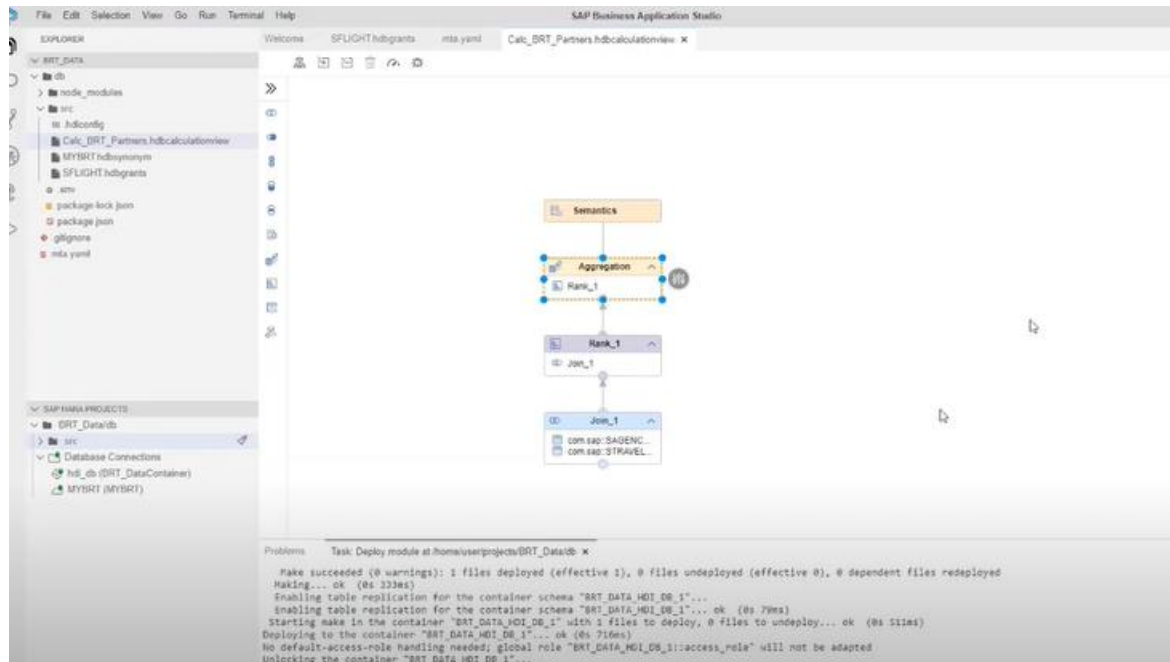 File Edit Selection View Go Run Terminal Help
SAP Business Application Studio
EXPLORER
Welcome
SFLIGHT.hdbgrants
mta.yaml
Calc_BRT_Partners.hdbcalculationview
BRT_DATA
db
node_modules
src
.hdiconfig
Calc_BRT_Partners.hdbcalculationview
MYBRT.hdbsynonym
SFLIGHT.hdbgrants
.env
package-lock.json
package.json
.gitignore
mta.yaml
Semantics
Aggregation
Rank_1
Rank_1
Join_1
Join_1
com.sap::SAGENC...
com.sap::STRAVEL...
SAP HANA PROJECTS
BRT_Data/db
src
Database Connections
hdi_db (BRT_DataContainer)
MYBRT (MYBRT)
Problems
Task: Deploy module at /home/user/projects/BRT_Data/db
Make succeeded (0 warnings): 1 files deployed (effective 1), 0 files undeployed (effective 0), 0 dependent files redeployed
Making... ok (0s 333ms)
Enabling table replication for the container schema "BRT_DATA_HDI_DB_1"...
Enabling table replication for the container schema "BRT_DATA_HDI_DB_1"... ok (0s 79ms)
Starting make in the container "BRT_DATA_HDI_DB_1" with 1 files to deploy, 0 files to undeploy... ok (0s 511ms)
Deploying to the container "BRT_DATA_HDI_DB_1"... ok (0s 716ms)
No default-access-role handling needed; global role "BRT_DATA_HDI_DB_1::access_role" will not be adapted
Unlocking the container "BRT_DATA_HDI_DB_1"...